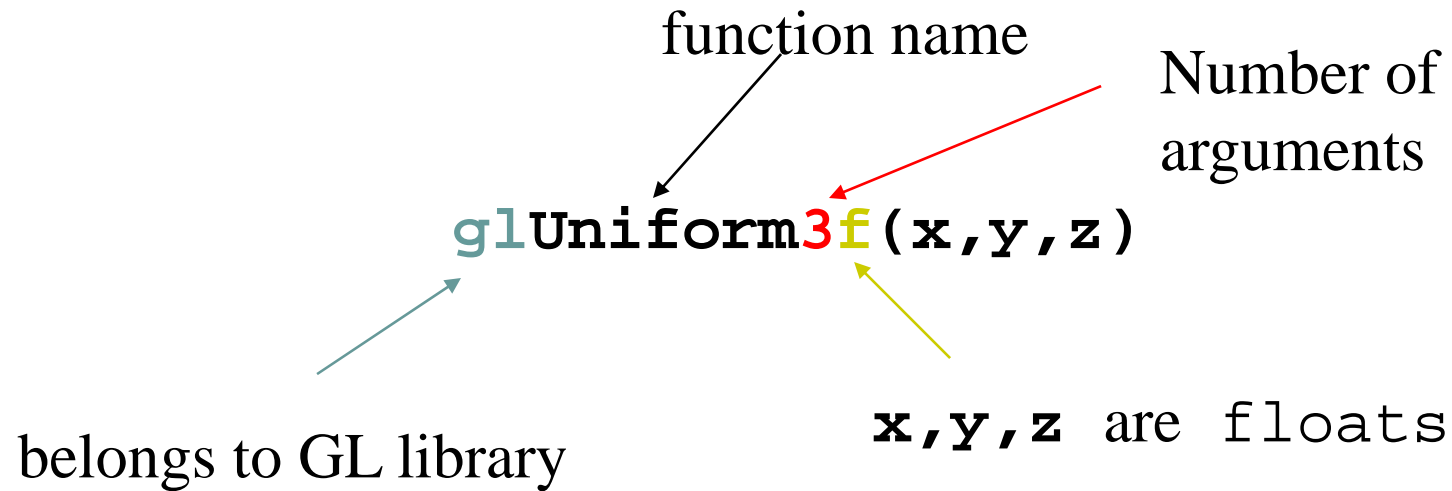 function name
Number of
arguments
glUniform3f(x,y,z)
x,y,z are floats
belongs to GL library